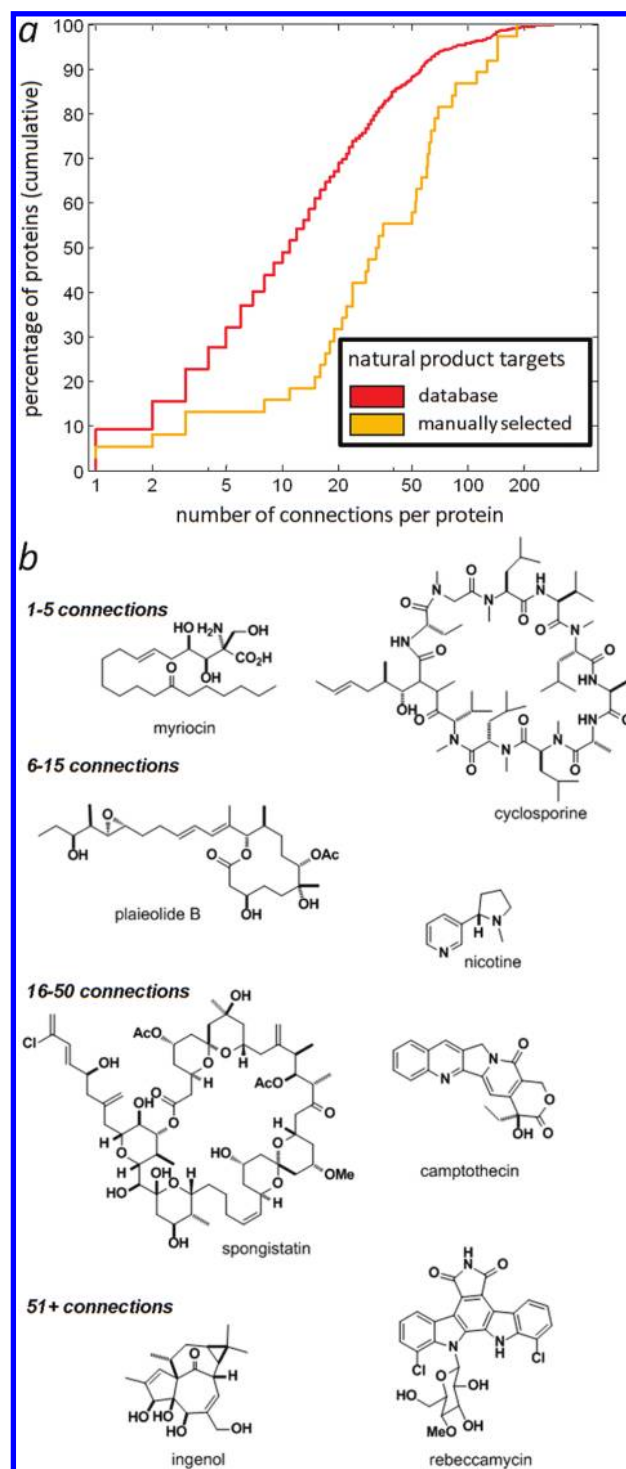 a
percentage of proteins (cumulative)
100
90
80
70
60
50
40
30
20
10
0
1 2 5 10 20 50 100 200
number of connections per protein
natural product targets
database
manually selected
b
1-5 connections
myriocin
cyclosporine
6-15 connections
plaieolide B
nicotine
16-50 connections
spongistatin
camptothecin
51+ connections
ingenol
rebeccamycin